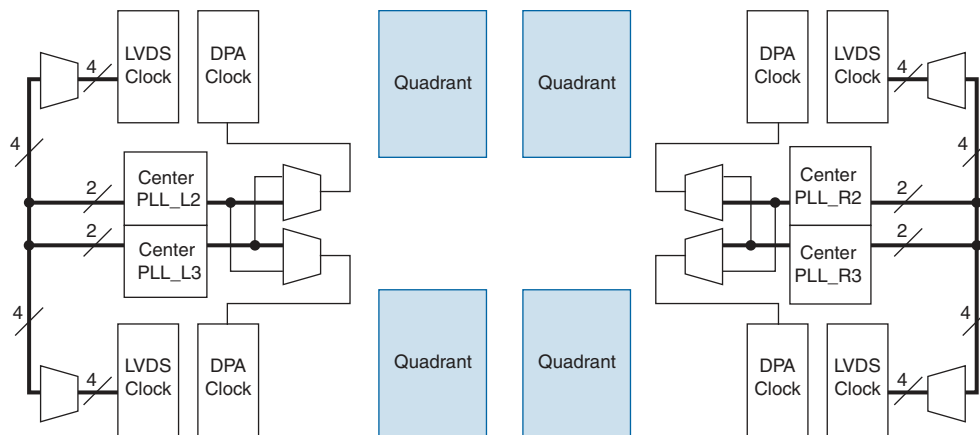 LVDS
Clock
DPA
Clock
Quadrant
Quadrant
DPA
Clock
LVDS
Clock
4
4
4
4
2
Center
PLL_L2
Center
PLL_R2
2
2
Center
PLL_L3
Center
PLL_R3
2
4
4
4
LVDS
Clock
DPA
Clock
Quadrant
Quadrant
DPA
Clock
LVDS
Clock
4